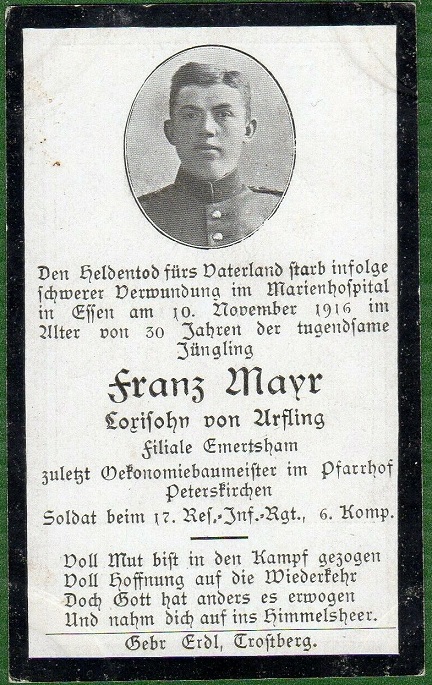 Den Heldentod fürs Vaterland starb infolge
schwerer Verwundung im Marienhospital
in Essen am 10. November 1916 im
Alter von 30 Jahren der tugendsame
Jüngling
Franz Mayr
Loxisohn von Arfling
Filiale Emertsham
zuletzt Oekonomiebaumeister im Pfarrhof
Peterskirchen
Soldat beim 17. Res.-Inf.-Rgt., 6. Komp.
Voll Mut bist in den Kampf gezogen
Voll Hoffnung auf die Wiederkehr
Doch Gott hat anders es erwogen
Und nahm dich auf ins Himmelsheer.
Gebr Erdl, Trostberg.